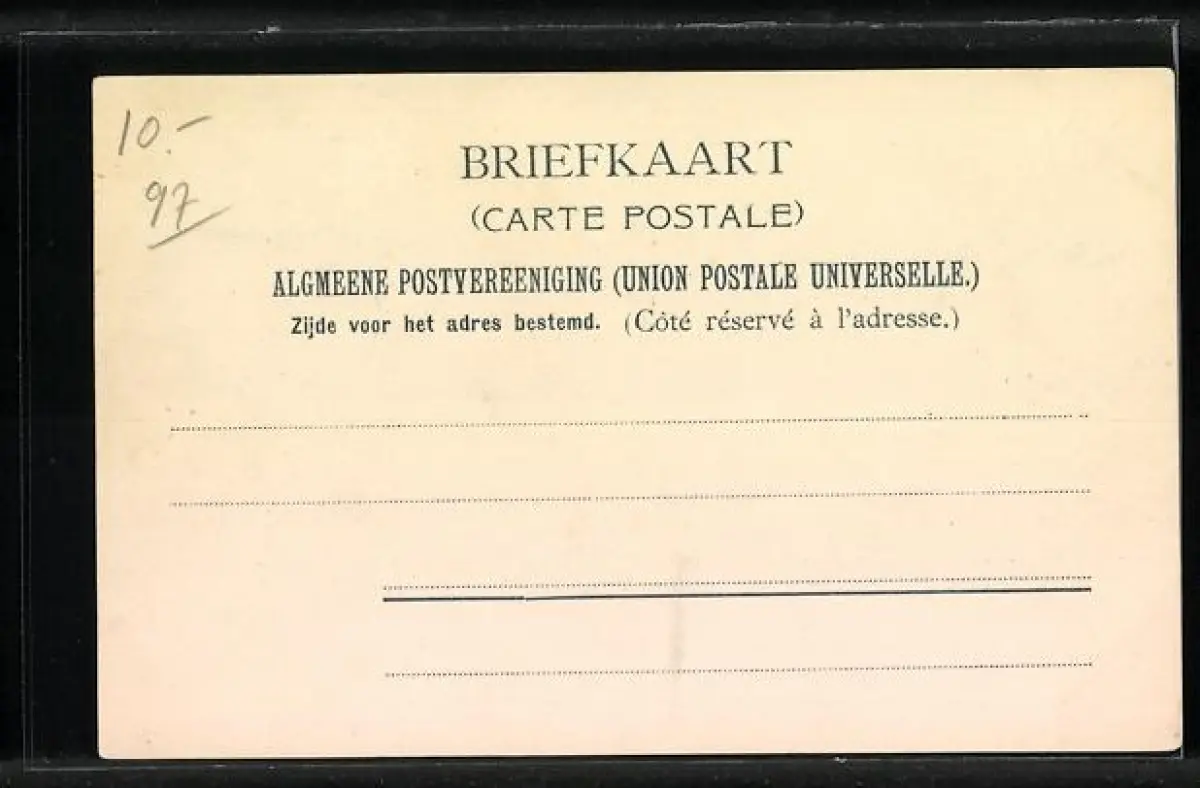 10.-
97
BRIEFKAART
(CARTE POSTALE)
ALGMEENE POSTVEREENIGING (UNION POSTALE UNIVERSELLE.)
Zijde voor het adres bestemd. (Côté réservé à l'adresse.)